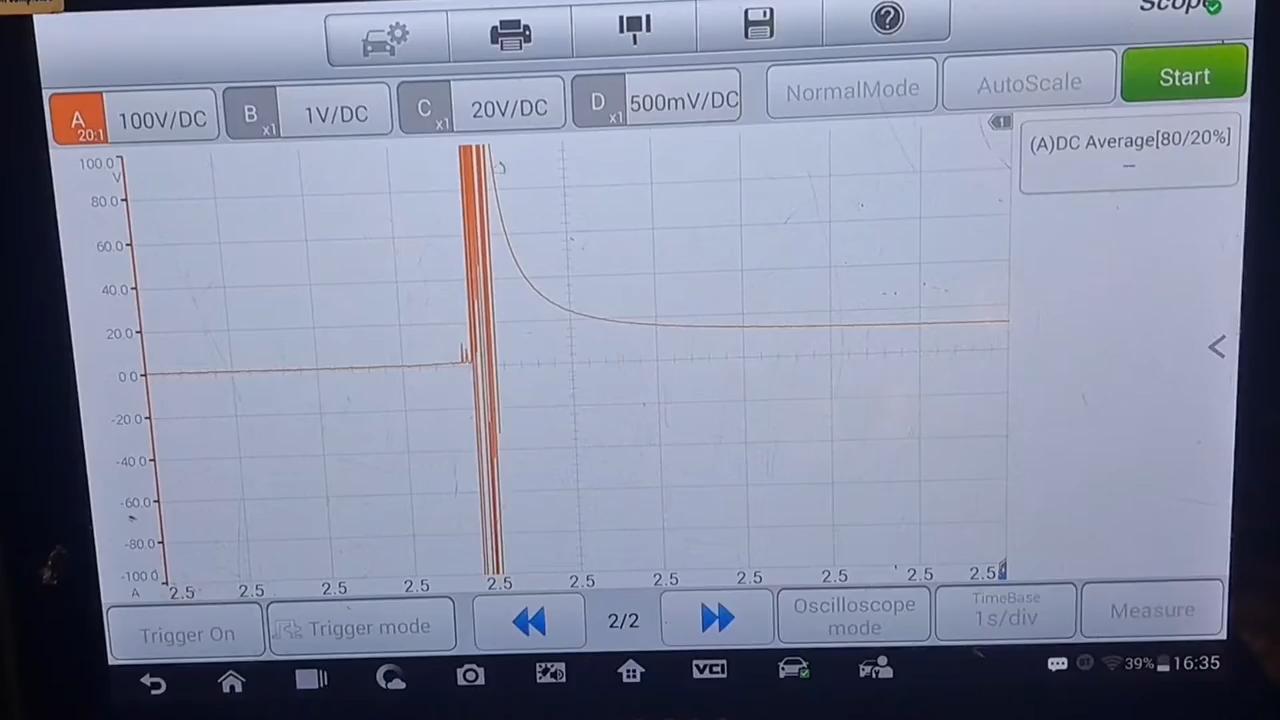 Scope
A
20:1
100V/DC
B
x1
1V/DC
C
x1
20V/DC
D
x1
500mV/DC
NormalMode
AutoScale
Start
100.0
V
80.0
60.0
40.0
20.0
0.0
-20.0
-40.0
-60.0
-80.0
-100.0
A
1
(A)DC Average[80/20%]
2.5 2.5 2.5 2.5 2.5 2.5 2.5 2.5 2.5 2.5 2.5
Trigger On
Trigger mode
2/2
Oscilloscope
mode
TimeBase
1s/div
Measure
VCI
39%
16:35